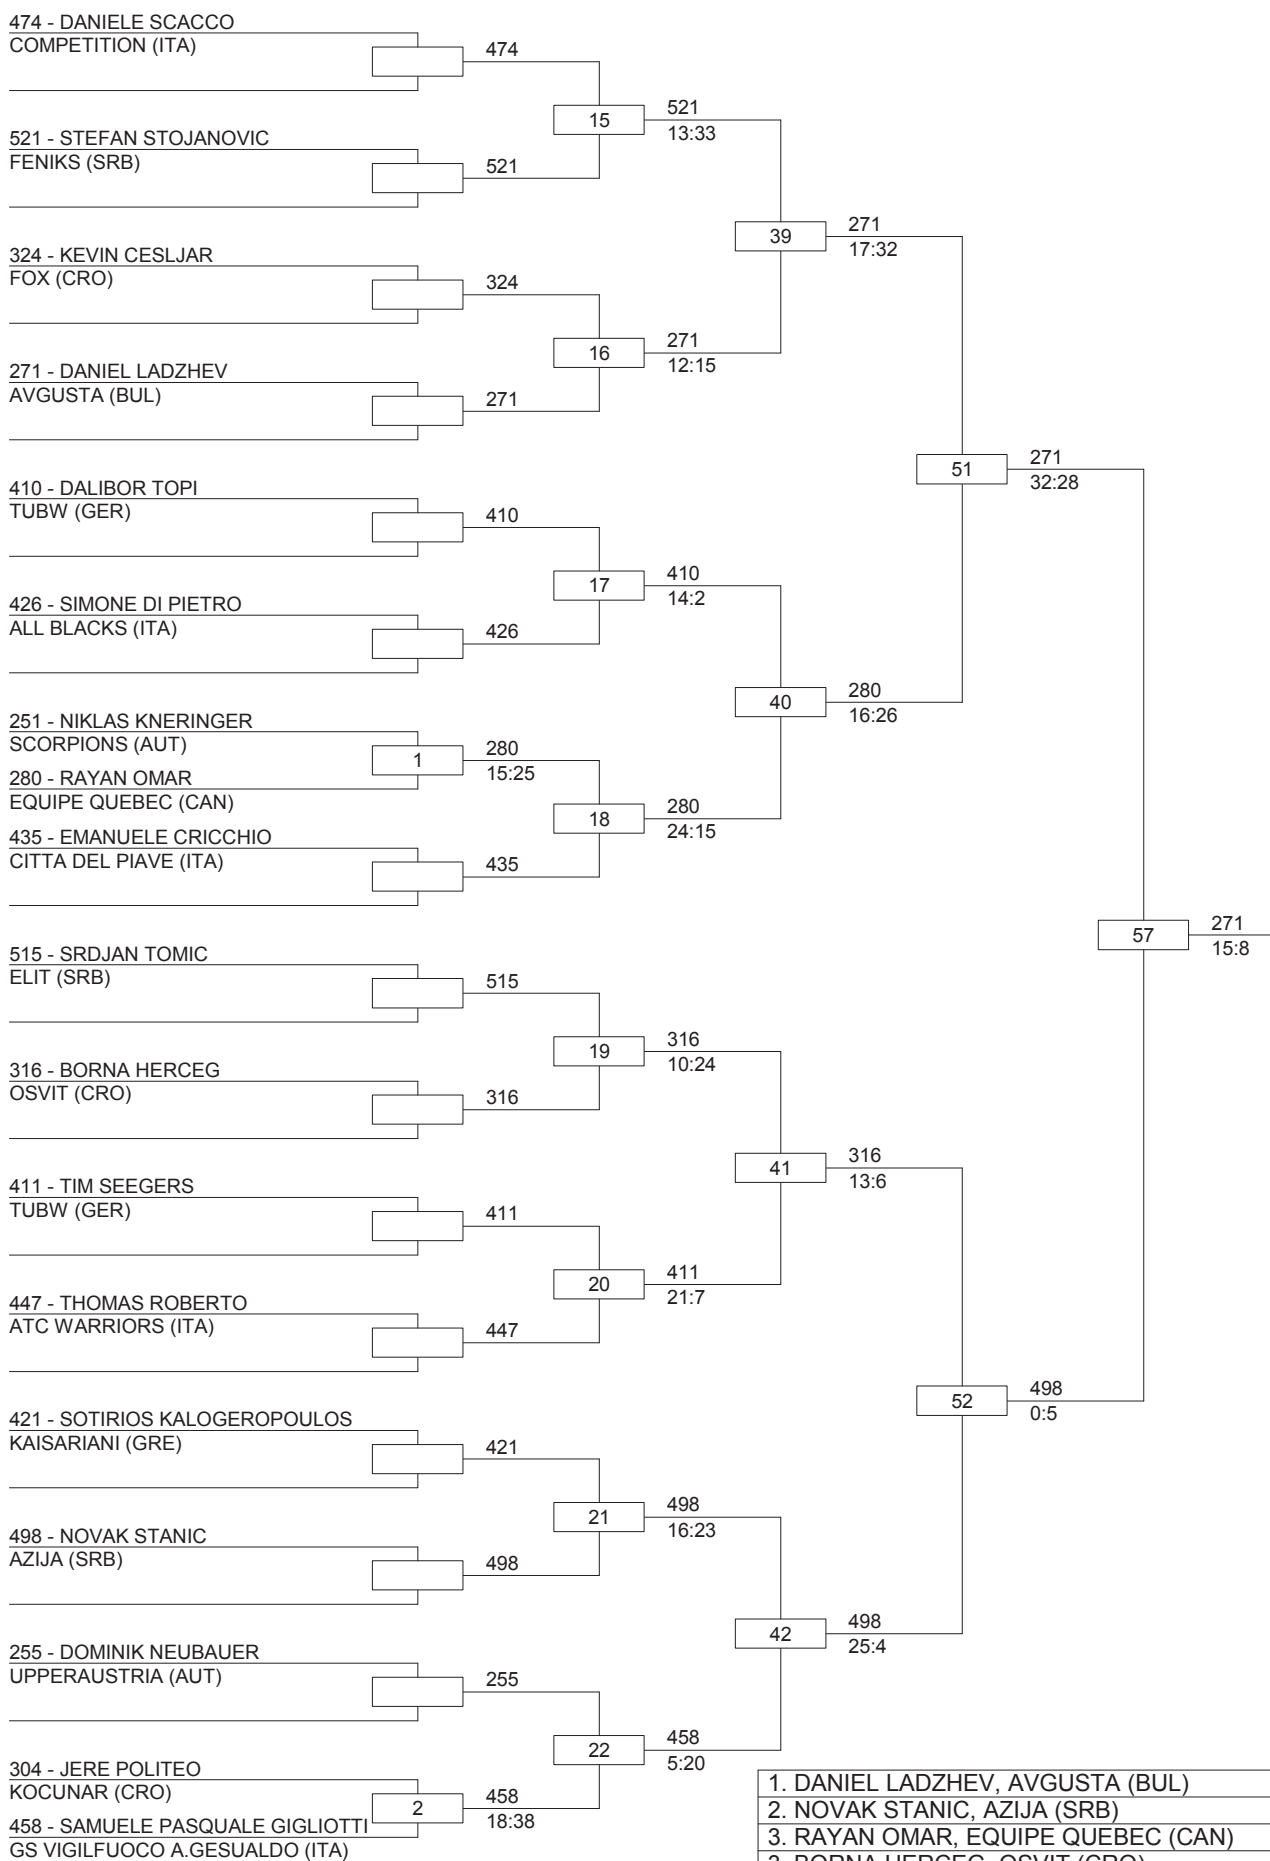 474 - DANIELE SCACCO
COMPETITION (ITA)
474
15
521
13:33
521 - STEFAN STOJANOVIC
FENIKS (SRB)
521
39
271
17:32
324 - KEVIN CESLJAR
FOX (CRO)
324
16
271
12:15
271 - DANIEL LADZHEV
AVGUSTA (BUL)
271
51
271
32:28
410 - DALIBOR TOPI
TUBW (GER)
410
17
410
14:2
426 - SIMONE DI PIETRO
ALL BLACKS (ITA)
426
40
280
16:26
251 - NIKLAS KNERINGER
SCORPIONS (AUT)
1
280
15:25
280 - RAYAN OMAR
EQUIPE QUEBEC (CAN)
18
280
24:15
435 - EMANUELE CRICCHIO
CITTA DEL PIAVE (ITA)
435
57
271
15:8
515 - SRDJAN TOMIC
ELIT (SRB)
515
19
316
10:24
316 - BORNA HERCEG
OSVIT (CRO)
316
41
316
13:6
411 - TIM SEEGERS
TUBW (GER)
411
20
411
21:7
447 - THOMAS ROBERTO
ATC WARRIORS (ITA)
447
52
498
0:5
421 - SOTIRIOS KALOGEROPOULOS
KAISARIANI (GRE)
421
21
498
16:23
498 - NOVAK STANIC
AZIJA (SRB)
498
42
498
25:4
255 - DOMINIK NEUBAUER
UPPERAUSTRIA (AUT)
255
22
458
5:20
304 - JERE POLITEO
KOCUNAR (CRO)
2
458
18:38
458 - SAMUELE PASQUALE GIGLIOTTI
GS VIGILFUOCO A.GESUALDO (ITA)
1. DANIEL LADZHEV, AVGUSTA (BUL)
2. NOVAK STANIC, AZIJA (SRB)
3. RAYAN OMAR, EQUIPE QUEBEC (CAN)
3. BORNA HERCEG, OSVIT (CRO)